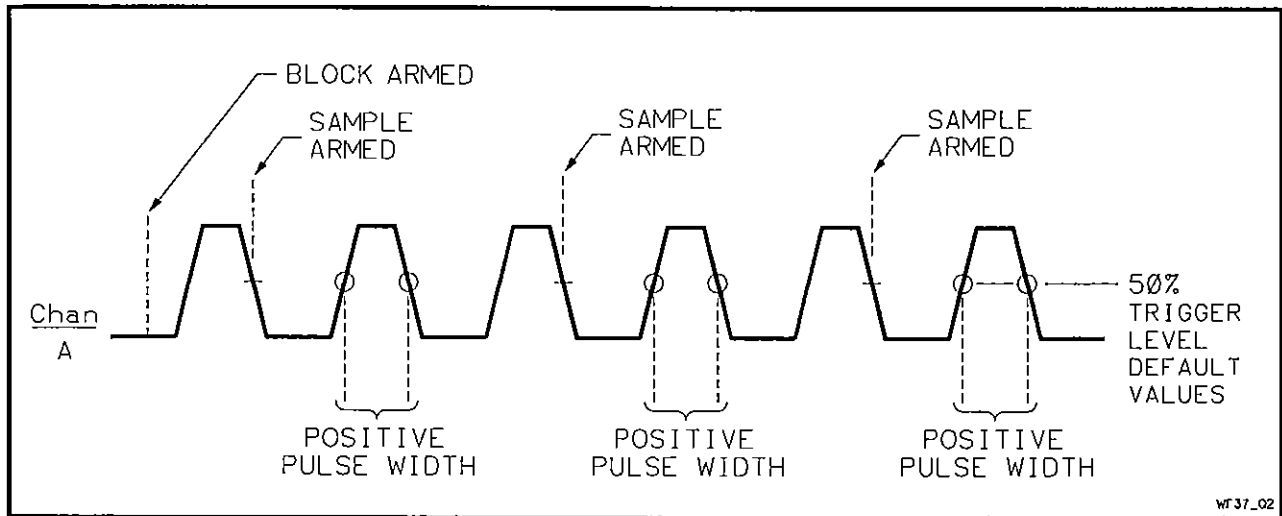 BLOCK ARMED
SAMPLE
ARMED
SAMPLE
ARMED
SAMPLE
ARMED
Chan
A
50%
TRIGGER
LEVEL
DEFAULT
VALUES
POSITIVE
PULSE WIDTH
POSITIVE
PULSE WIDTH
POSITIVE
PULSE WIDTH
WF37_02